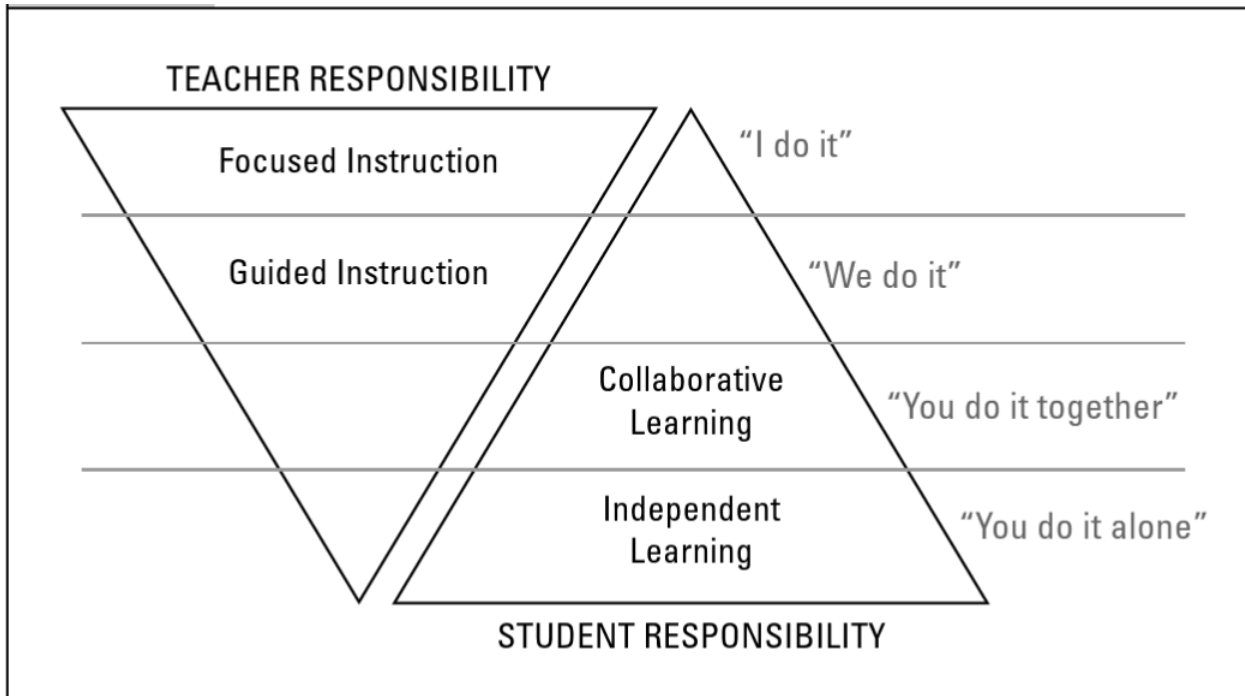 TEACHER RESPONSIBILITY
Focused Instruction
“I do it”
Guided Instruction
“We do it”
Collaborative
Learning
“You do it together”
Independent
Learning
“You do it alone”
STUDENT RESPONSIBILITY